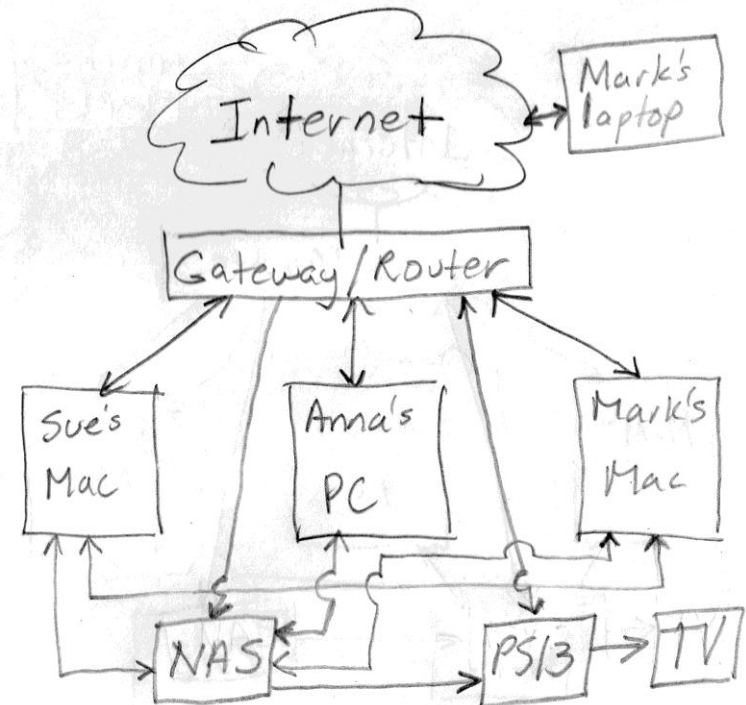 Internet
Mark's
laptop
Gateway/Router
Sue's
Mac
Anna's
PC
Mark's
Mac
NAS
PS/3
TV